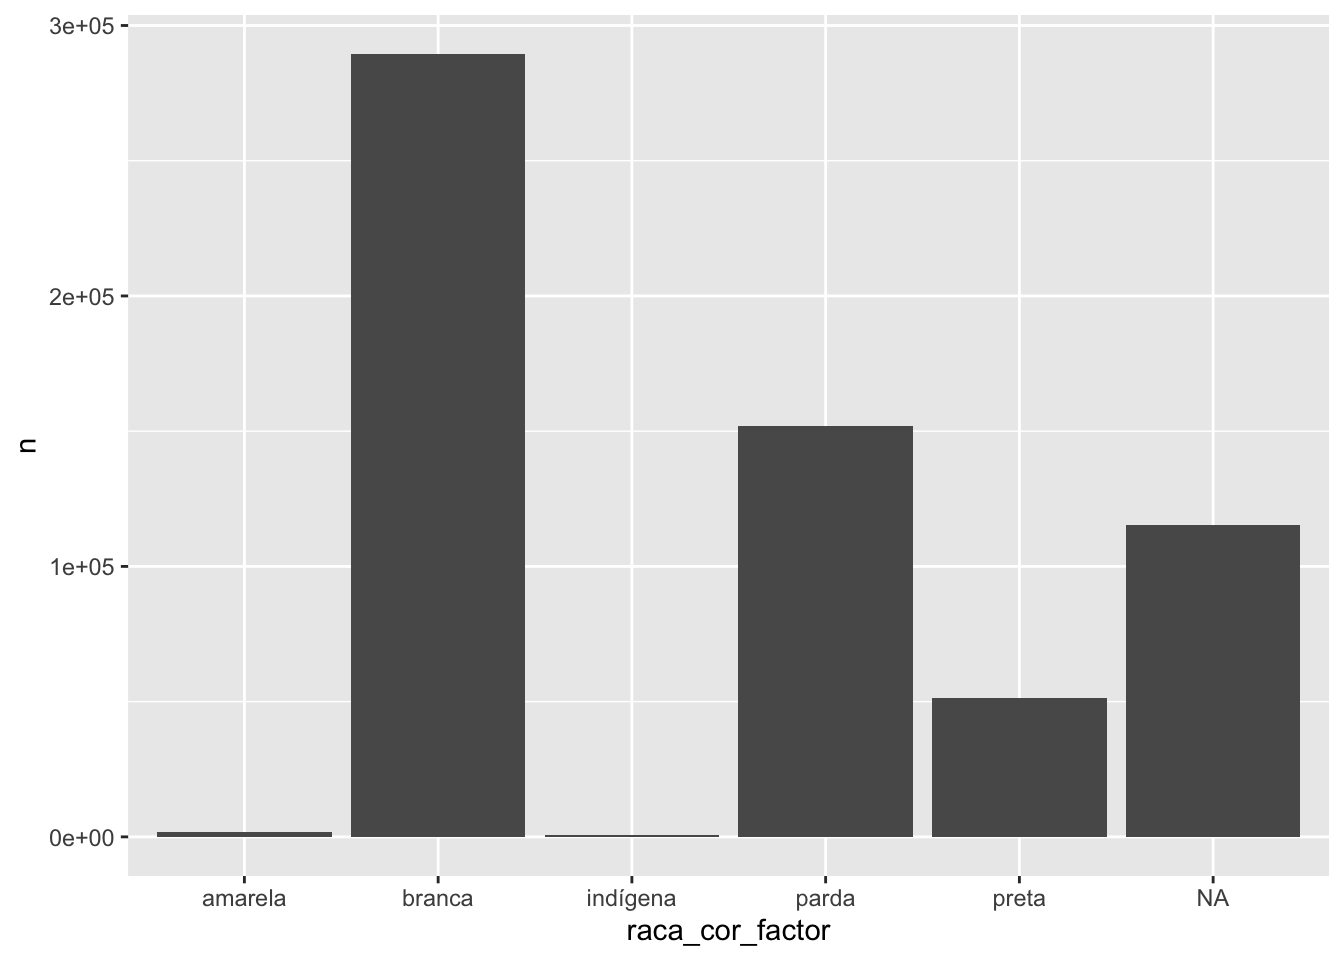 3e+05
2e+05
n
1e+05
0e+00
amarela branca indígena parda preta NA
raca_cor_factor